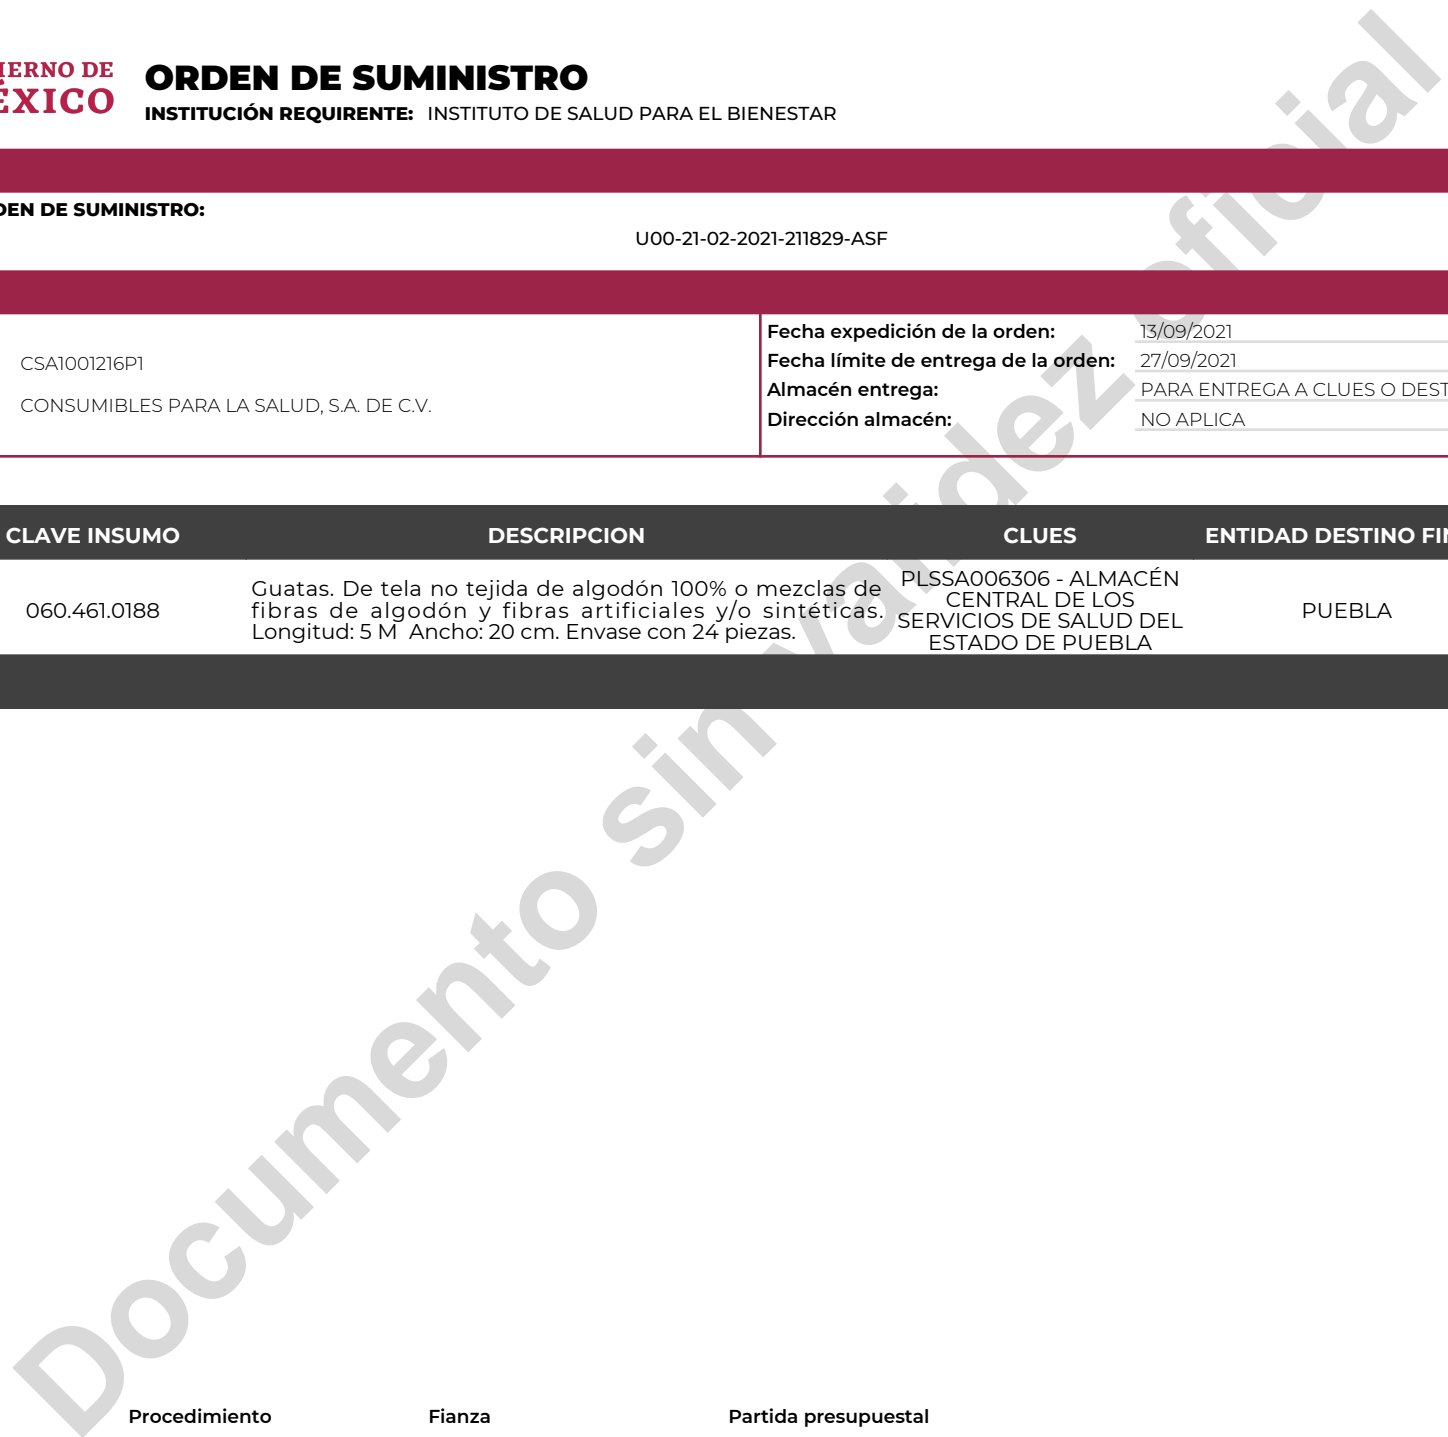 IERNO DE
ÉXICO
ORDEN DE SUMINISTRO
INSTITUCIÓN REQUIRENTE: INSTITUTO DE SALUD PARA EL BIENESTAR
DEN DE SUMINISTRO:
U00-21-02-2021-211829-ASF
CSA1001216P1
CONSUMIBLES PARA LA SALUD, S.A. DE C.V.
Fecha expedición de la orden: 13/09/2021
Fecha límite de entrega de la orden: 27/09/2021
Almacén entrega: PARA ENTREGA A CLUES O DEST
Dirección almacén: NO APLICA
CLAVE INSUMO DESCRIPCION CLUES ENTIDAD DESTINO FIN
060.461.0188
Guatas. De tela no tejida de algodón 100% o mezclas de
fibras de algodón y fibras artificiales y/o sintéticas.
Longitud: 5 M Ancho: 20 cm. Envase con 24 piezas.
PLSSA006306 - ALMACÉN
CENTRAL DE LOS
SERVICIOS DE SALUD DEL
ESTADO DE PUEBLA
PUEBLA
Documento sin validez oficial
Procedimiento Fianza Partida presupuestal